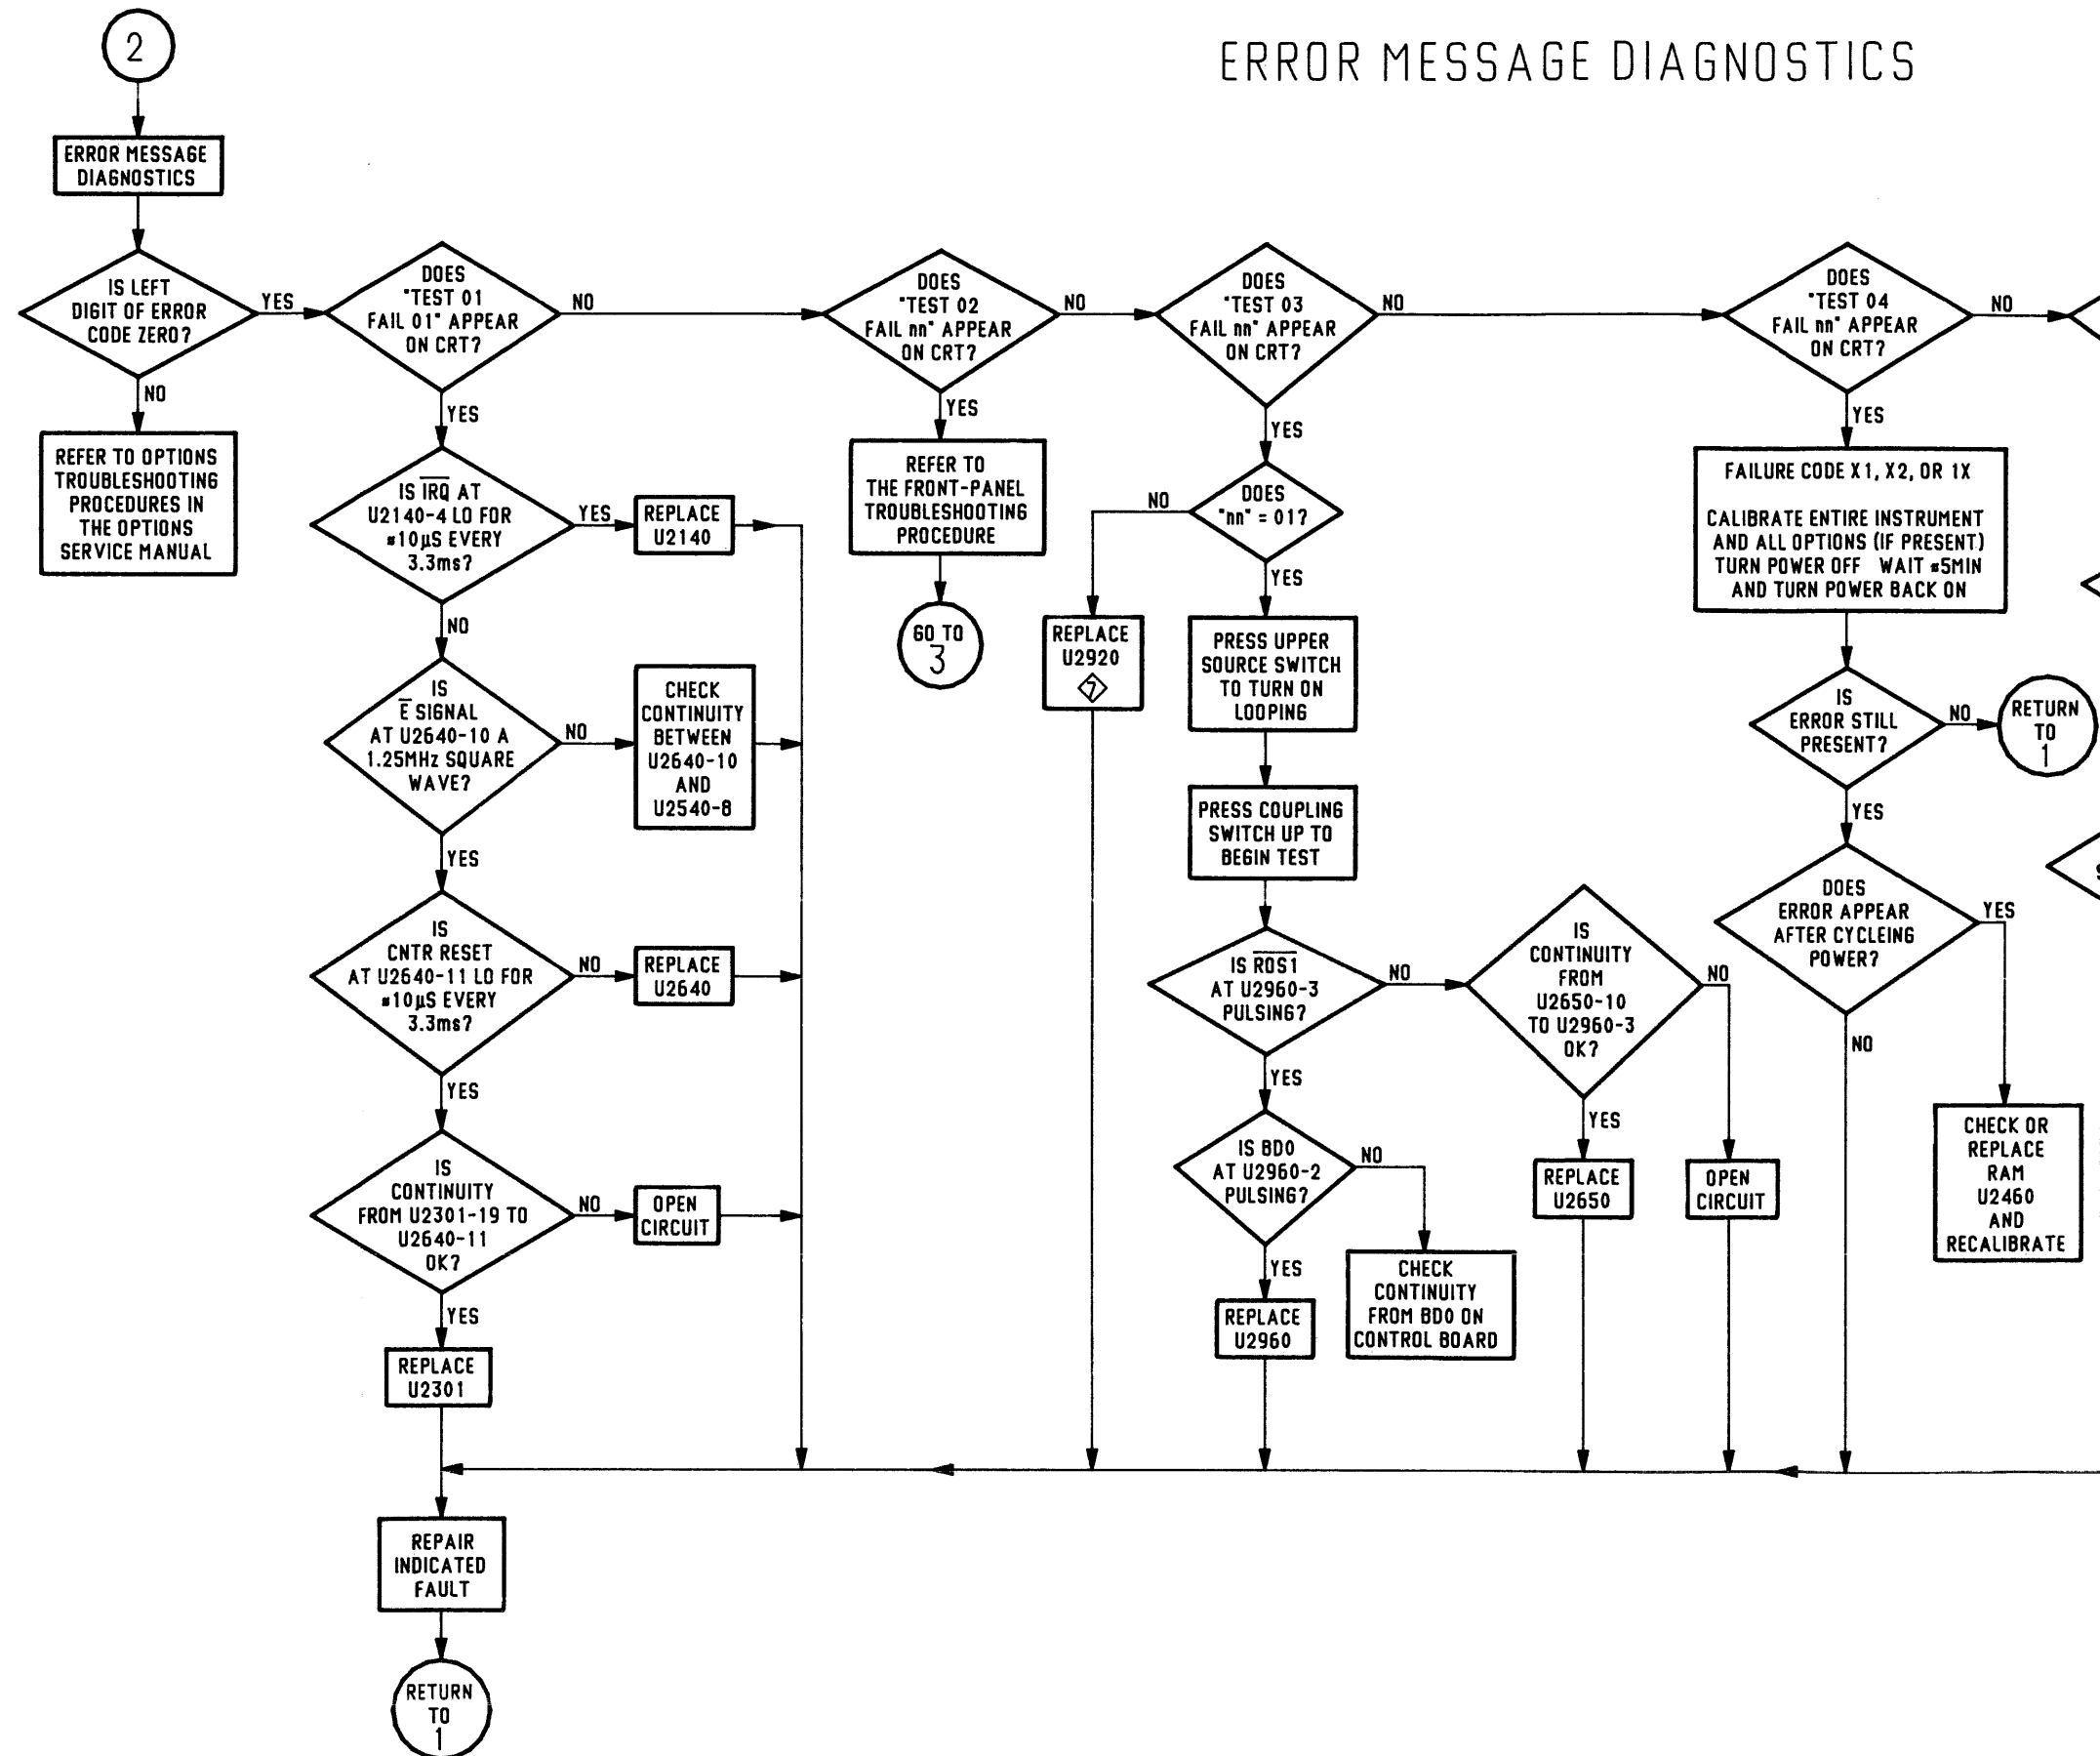 ERROR MESSAGE DIAGNOSTICS
2
ERROR MESSAGE
DIAGNOSTICS
IS LEFT
DIGIT OF ERROR
CODE ZERO?
YES
NO
REFER TO OPTIONS
TROUBLESHOOTING
PROCEDURES IN
THE OPTIONS
SERVICE MANUAL
DOES
"TEST 01
FAIL 01" APPEAR
ON CRT?
NO
YES
IS IRQ AT
U2140-4 LO FOR
≈10µS EVERY
3.3ms?
YES
REPLACE
U2140
NO
IS
E SIGNAL
AT U2640-10 A
1.25MHz SQUARE
WAVE?
NO
CHECK
CONTINUITY
BETWEEN
U2640-10
AND
U2540-8
YES
IS
CNTR RESET
AT U2640-11 LO FOR
≈10µS EVERY
3.3ms?
NO
REPLACE
U2640
YES
IS
CONTINUITY
FROM U2301-19 TO
U2640-11
OK?
NO
OPEN
CIRCUIT
YES
REPLACE
U2301
REPAIR
INDICATED
FAULT
RETURN
TO
1
DOES
"TEST 02
FAIL nn" APPEAR
ON CRT?
NO
YES
REFER TO
THE FRONT-PANEL
TROUBLESHOOTING
PROCEDURE
GO TO
3
DOES
"TEST 03
FAIL nn" APPEAR
ON CRT?
NO
YES
DOES
"nn" = 01?
NO
REPLACE
U2920
7
YES
PRESS UPPER
SOURCE SWITCH
TO TURN ON
LOOPING
PRESS COUPLING
SWITCH UP TO
BEGIN TEST
IS ROS1
AT U2960-3
PULSING?
NO
IS
CONTINUITY
FROM
U2650-10
TO U2960-3
OK?
NO
YES
REPLACE
U2650
OPEN
CIRCUIT
YES
IS BD0
AT U2960-2
PULSING?
NO
CHECK
CONTINUITY
FROM BD0 ON
CONTROL BOARD
YES
REPLACE
U2960
DOES
"TEST 04
FAIL nn" APPEAR
ON CRT?
NO
YES
FAILURE CODE X1, X2, OR 1X
CALIBRATE ENTIRE INSTRUMENT
AND ALL OPTIONS (IF PRESENT)
TURN POWER OFF WAIT ≈5MIN
AND TURN POWER BACK ON
IS
ERROR STILL
PRESENT?
NO
RETURN
TO
1
YES
DOES
ERROR APPEAR
AFTER CYCLEING
POWER?
YES
NO
CHECK OR
REPLACE
RAM
U2460
AND
RECALIBRATE